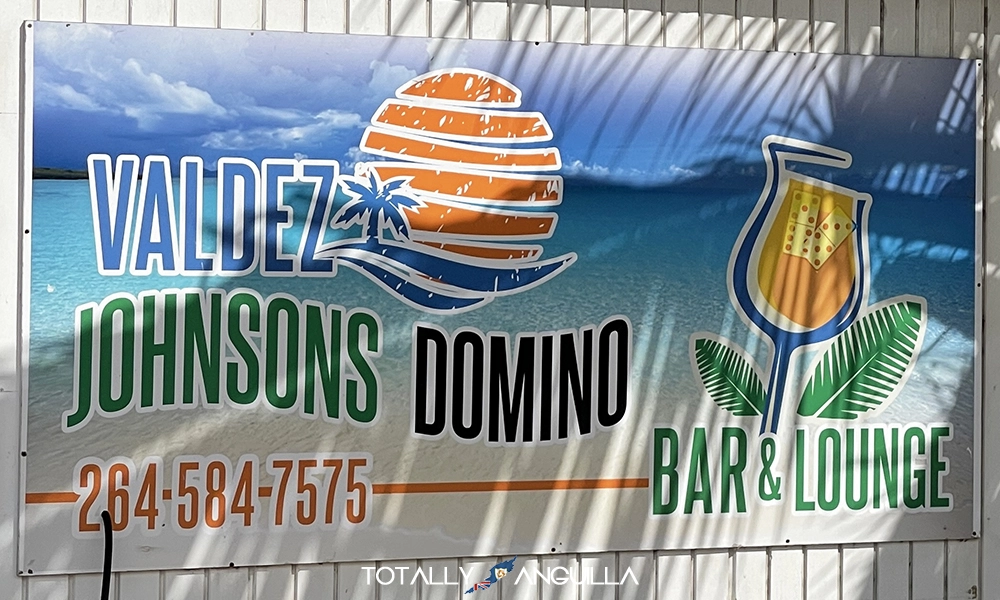 VALDEZ
JOHNSONS DOMINO
264-584-7575
BAR & LOUNGE
TOTALLY ANGUILLA